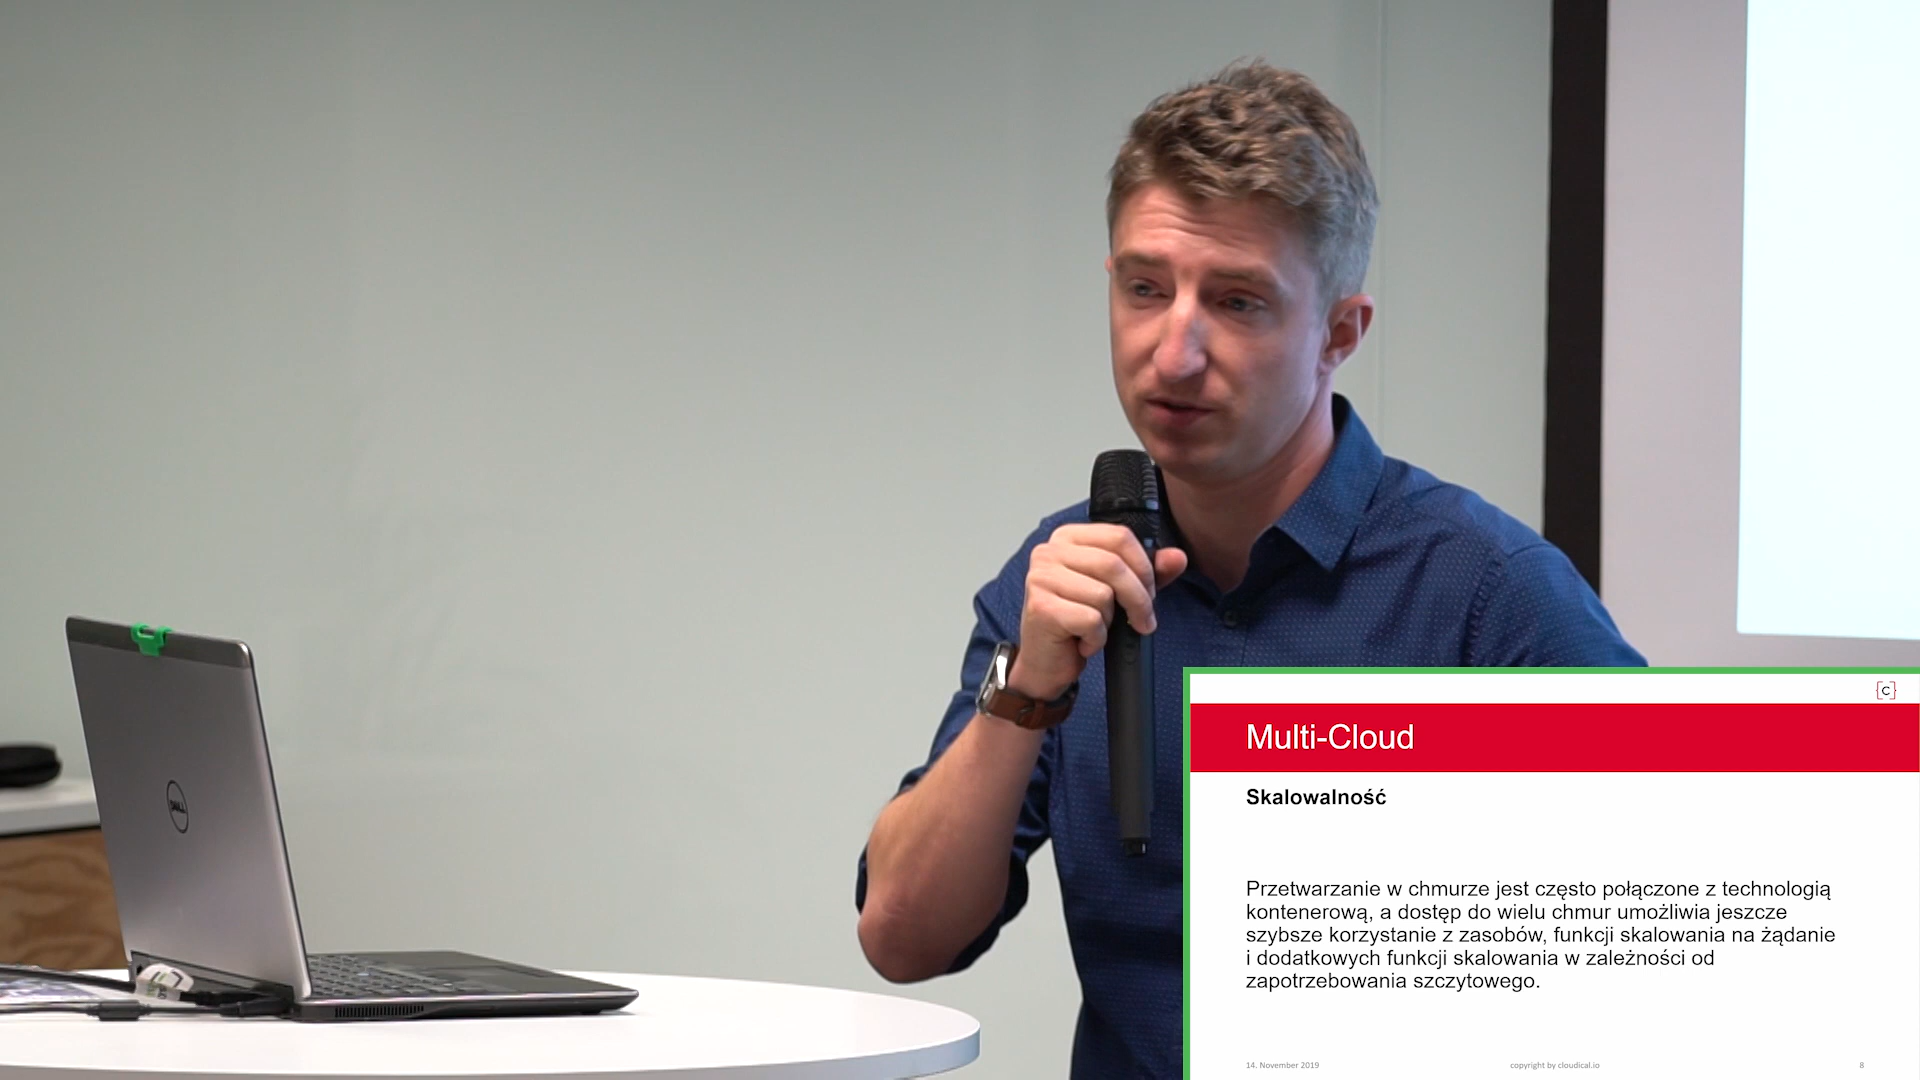 DELL
[C]
Multi-Cloud
Skalowalność
Przetwarzanie w chmurze jest często połączone z technologią
kontenerową, a dostęp do wielu chmur umożliwia jeszcze
szybsze korzystanie z zasobów, funkcji skalowania na żądanie
i dodatkowych funkcji skalowania w zależności od
zapotrzebowania szczytowego.
14. November 2019 copyright by cloudical.io 8